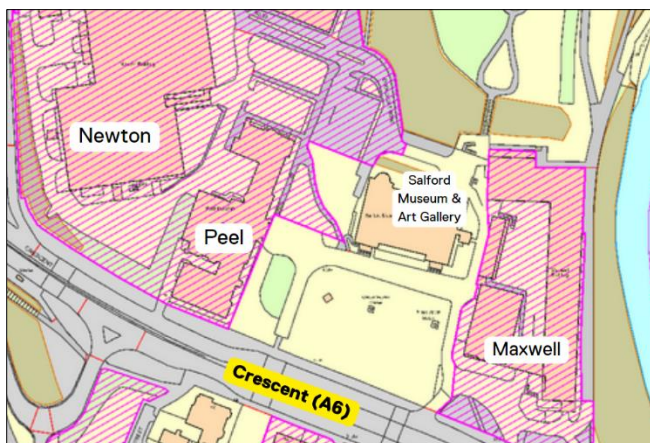 Newton
Peel
Salford
Museum &
Art Gallery
Maxwell
Crescent (A6)